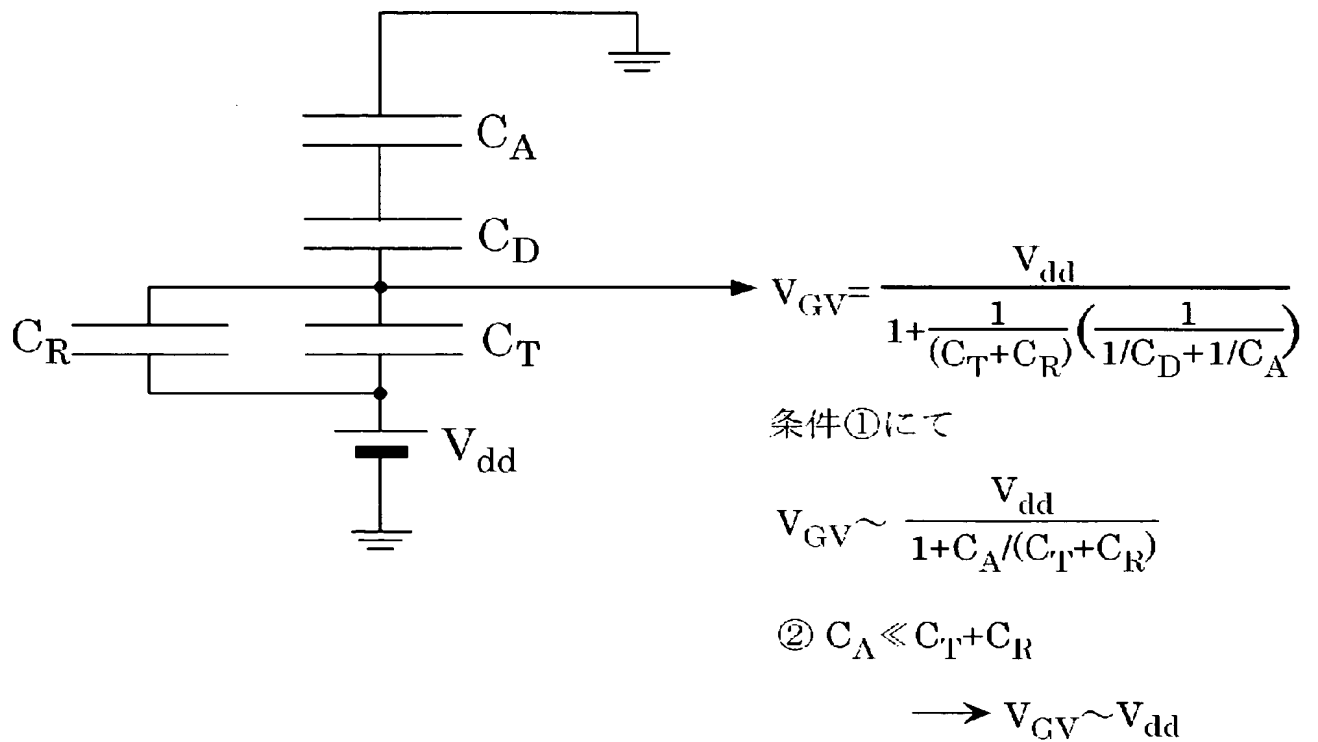 C_A
C_D
C_R
C_T
V_dd
V_GV= V_dd / (1+ 1/(C_T+C_R) (1/(1/C_D+1/C_A)))
条件①にて
V_GV~ V_dd / (1+C_A/(C_T+C_R))
② C_A≪C_T+C_R
→ V_GV~V_dd